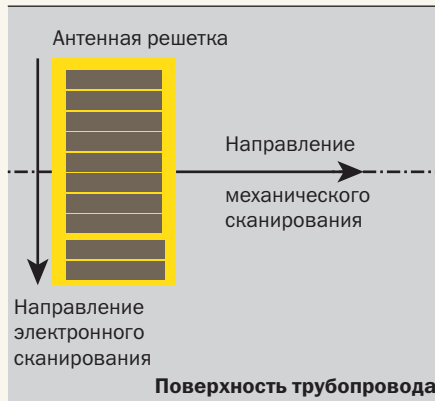 Антенная решетка
Направление
механического
сканирования
Направление
электронного
сканирования
Поверхность трубопровода